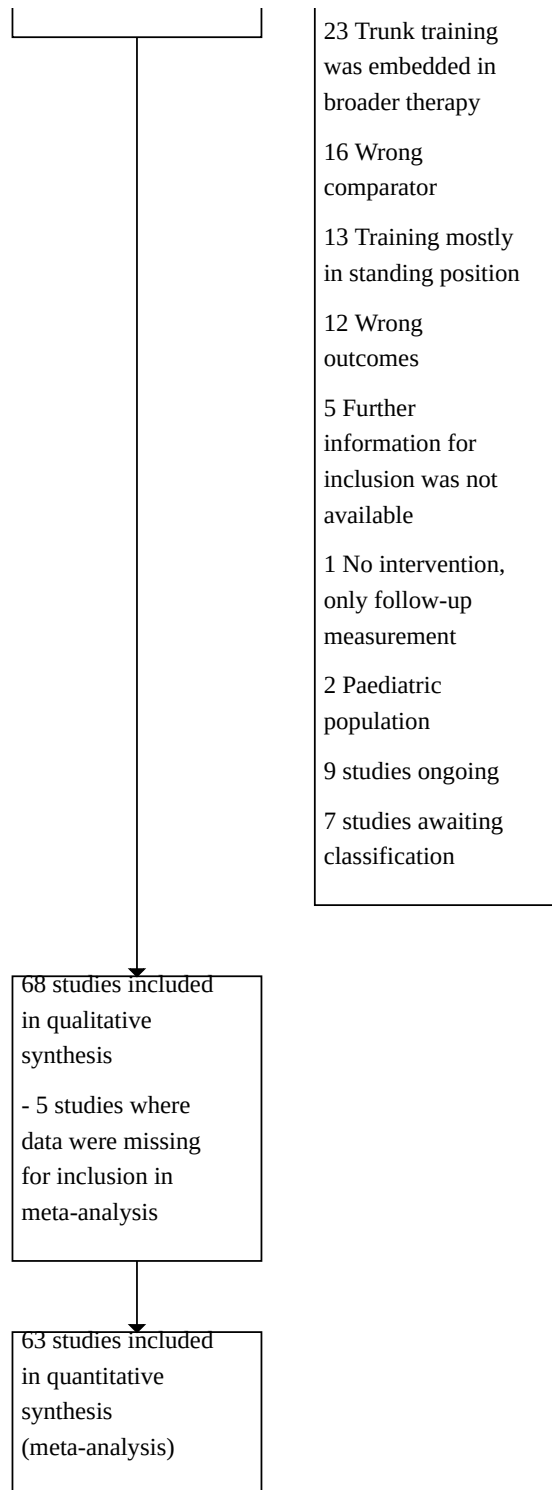 23 Trunk training
was embedded in
broader therapy
16 Wrong
comparator
13 Training mostly
in standing position
12 Wrong
outcomes
5 Further
information for
inclusion was not
available
1 No intervention,
only follow-up
measurement
2 Paediatric
population
9 studies ongoing
7 studies awaiting
classification
68 studies included
in qualitative
synthesis
- 5 studies where
data were missing
for inclusion in
meta-analysis
63 studies included
in quantitative
synthesis
(meta-analysis)